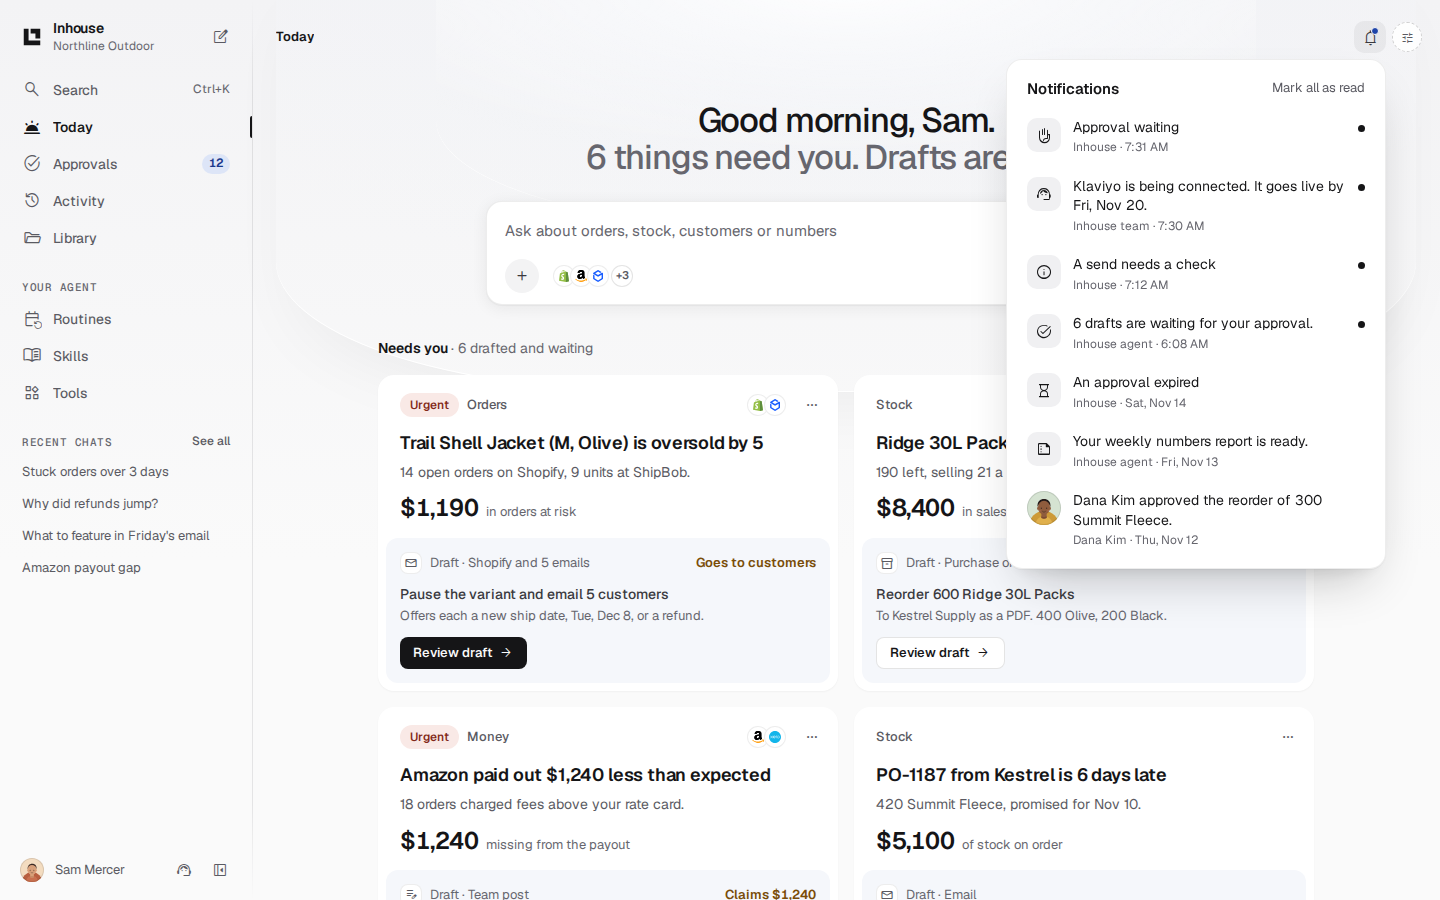 Inhouse
Northline Outdoor
Search
Ctrl+K
Today
Approvals
12
Activity
Library
YOUR AGENT
Routines
Skills
Tools
RECENT CHATS
See all
Stuck orders over 3 days
Why did refunds jump?
What to feature in Friday's email
Amazon payout gap
Sam Mercer
Today
Good morning, Sam.
6 things need you. Drafts are
Ask about orders, stock, customers or numbers
+3
Needs you · 6 drafted and waiting
Urgent
Orders
Trail Shell Jacket (M, Olive) is oversold by 5
14 open orders on Shopify, 9 units at ShipBob.
$1,190 in orders at risk
Draft · Shopify and 5 emails
Goes to customers
Pause the variant and email 5 customers
Offers each a new ship date, Tue, Dec 8, or a refund.
Review draft
Stock
Ridge 30L Pack
190 left, selling 21 a
$8,400 in sales
Draft · Purchase
Reorder 600 Ridge 30L Packs
To Kestrel Supply as a PDF. 400 Olive, 200 Black.
Review draft
Urgent
Money
Amazon paid out $1,240 less than expected
18 orders charged fees above your rate card.
$1,240 missing from the payout
Draft · Team post
Claims $1,240
Stock
PO-1187 from Kestrel is 6 days late
420 Summit Fleece, promised for Nov 10.
$5,100 of stock on order
Draft · Email
Notifications
Mark all as read
Approval waiting
Inhouse · 7:31 AM
Klaviyo is being connected. It goes live by
Fri, Nov 20.
Inhouse team · 7:30 AM
A send needs a check
Inhouse · 7:12 AM
6 drafts are waiting for your approval.
Inhouse agent · 6:08 AM
An approval expired
Inhouse · Sat, Nov 14
Your weekly numbers report is ready.
Inhouse agent · Fri, Nov 13
Dana Kim approved the reorder of 300
Summit Fleece.
Dana Kim · Thu, Nov 12